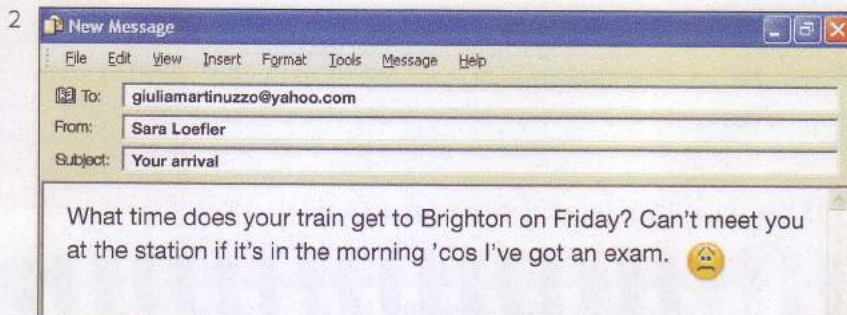 2
New Message
File Edit View Insert Format Tools Message Help
To: giuliamartinuzzo@yahoo.com
From: Sara Loefler
Subject: Your arrival
What time does your train get to Brighton on Friday? Can't meet you
at the station if it's in the morning 'cos I've got an exam.